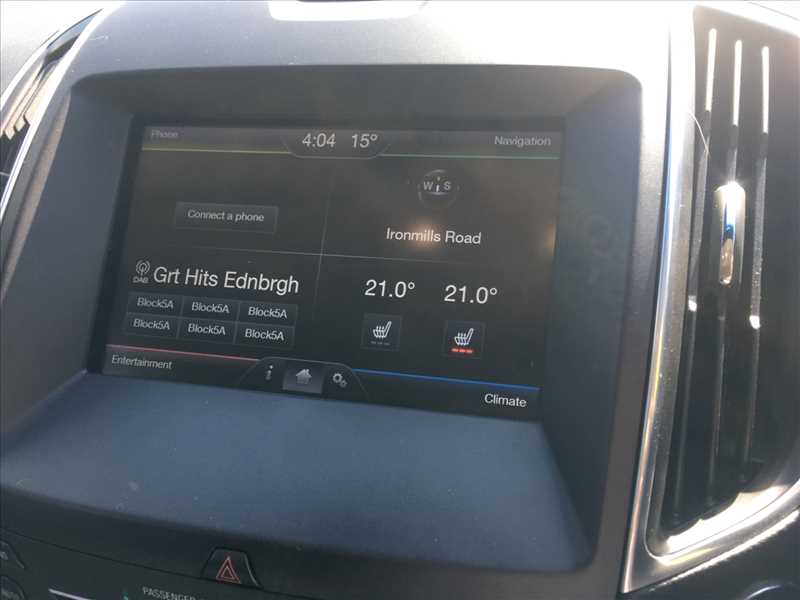 Phone
4:04 15°
Navigation
W S
Connect a phone
Ironmills Road
DAB Grt Hits Ednbrgh
21.0° 21.0°
Block5A Block5A Block5A
Block5A Block5A Block5A
Entertainment
i
Climate
PASSENGER